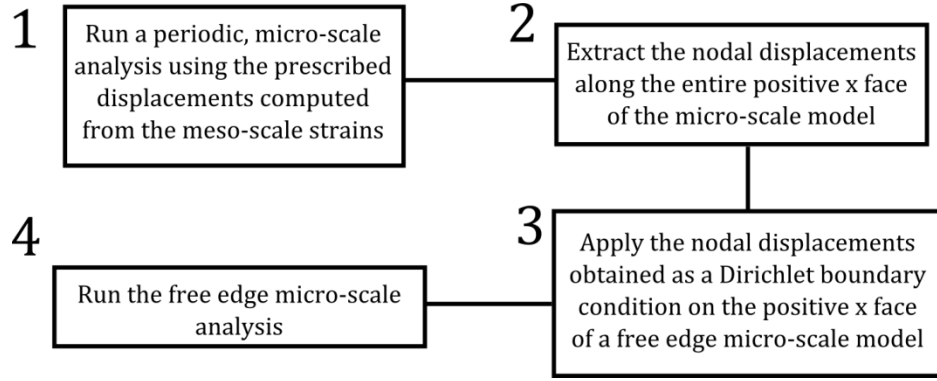 1
Run a periodic, micro-scale
analysis using the prescribed
displacements computed
from the meso-scale strains
2
Extract the nodal displacements
along the entire positive x face
of the micro-scale model
3
Apply the nodal displacements
obtained as a Dirichlet boundary
condition on the positive x face
of a free edge micro-scale model
4
Run the free edge micro-scale
analysis